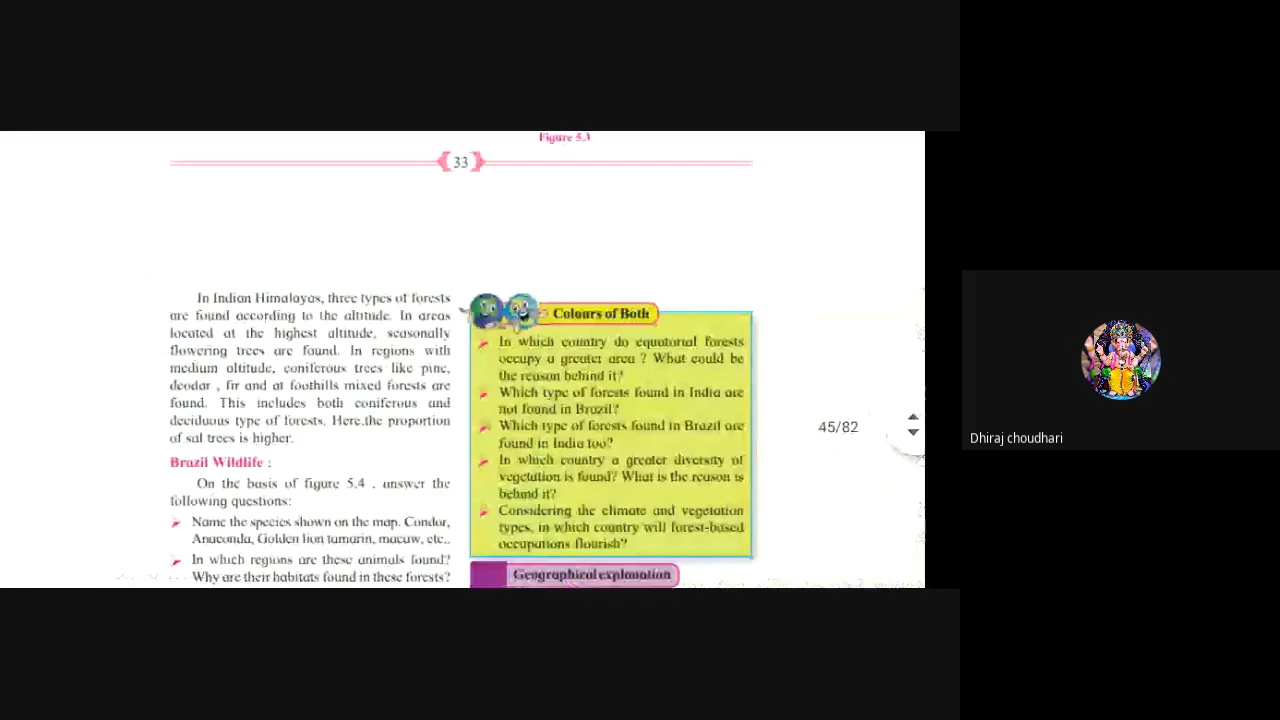 Figure 5.3
33
In Indian Himalayas, three types of forests
are found according to the altitude. In areas
located at the highest altitude, seasonally
flowering trees are found. In regions with
medium altitude, coniferous trees like pine,
deodar , fir and at foothills mixed forests are
found. This includes both coniferous and
deciduous type of forests. Here,the proportion
of sal trees is higher.
Brazil Wildlife :
On the basis of figure 5.4 , answer the
following questions:
Name the species shown on the map. Condor,
Anaconda, Golden lion tamarin, macaw, etc..
In which regions are these animals found?
Why are their habitats found in these forests?
Colours of Both
In which country do equatorial forests
occupy a greater area ? What could be
the reason behind it?
Which type of forests found in India are
not found in Brazil?
Which type of forests found in Brazil are
found in India too?
In which country a greater diversity of
vegetation is found? What is the reason is
behind it?
Considering the climate and vegetation
types, in which country will forest-based
occupations flourish?
Geographical explanation
45/82
Dhiraj choudhari